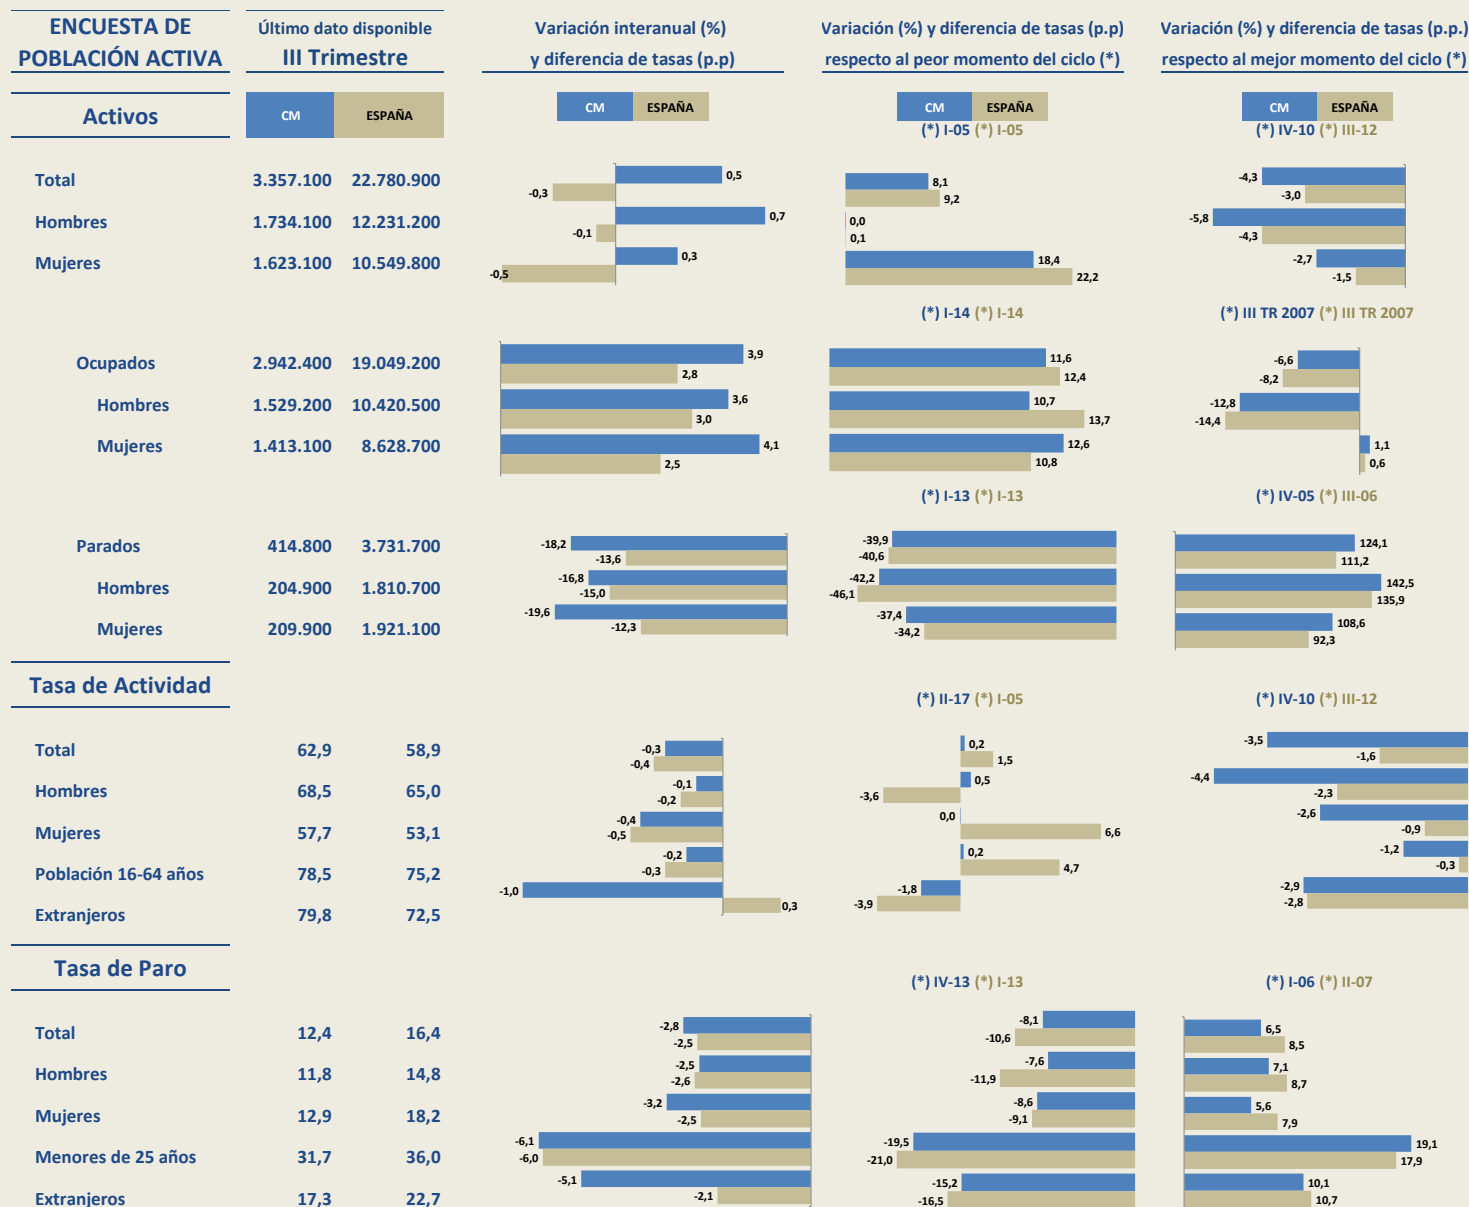 ENCUESTA DE POBLACIÓN ACTIVA
Último dato disponible
III Trimestre
Variación interanual (%)
y diferencia de tasas (p.p)
Variación (%) y diferencia de tasas (p.p)
respecto al peor momento del ciclo (*)
Variación (%) y diferencia de tasas (p.p.)
respecto al mejor momento del ciclo (*)
Activos
CM ESPAÑA
CM ESPAÑA
CM ESPAÑA
(*) I-05 (*) I-05
CM ESPAÑA
(*) IV-10 (*) III-12
Total 3.357.100 22.780.900
0,5
-0,3
8,1
9,2
-4,3
-3,0
Hombres 1.734.100 12.231.200
0,7
-0,1
0,0
0,1
-5,8
-4,3
Mujeres 1.623.100 10.549.800
0,3
-0,5
18,4
22,2
-2,7
-1,5
(*) I-14 (*) I-14
(*) III TR 2007 (*) III TR 2007
Ocupados 2.942.400 19.049.200
3,9
2,8
11,6
12,4
-6,6
-8,2
Hombres 1.529.200 10.420.500
3,6
3,0
10,7
13,7
-12,8
-14,4
Mujeres 1.413.100 8.628.700
4,1
2,5
12,6
10,8
1,1
0,6
(*) I-13 (*) I-13
(*) IV-05 (*) III-06
Parados 414.800 3.731.700
-18,2
-13,6
-39,9
-40,6
124,1
111,2
Hombres 204.900 1.810.700
-16,8
-15,0
-42,2
-46,1
142,5
135,9
Mujeres 209.900 1.921.100
-19,6
-12,3
-37,4
-34,2
108,6
92,3
Tasa de Actividad
(*) II-17 (*) I-05
(*) IV-10 (*) III-12
Total 62,9 58,9
-0,3
-0,4
0,2
1,5
-3,5
-1,6
Hombres 68,5 65,0
-0,1
-0,2
0,5
-3,6
-4,4
-2,3
Mujeres 57,7 53,1
-0,4
-0,5
0,0
6,6
-2,6
-0,9
Población 16-64 años 78,5 75,2
-0,2
-0,3
0,2
4,7
-1,2
-0,3
Extranjeros 79,8 72,5
-1,0
0,3
-1,8
-3,9
-2,9
-2,8
Tasa de Paro
(*) IV-13 (*) I-13
(*) I-06 (*) II-07
Total 12,4 16,4
-2,8
-2,5
-8,1
-10,6
6,5
8,5
Hombres 11,8 14,8
-2,5
-2,6
-7,6
-11,9
7,1
8,7
Mujeres 12,9 18,2
-3,2
-2,5
-8,6
-9,1
5,6
7,9
Menores de 25 años 31,7 36,0
-6,1
-6,0
-19,5
-21,0
19,1
17,9
Extranjeros 17,3 22,7
-5,1
-2,1
-15,2
-16,5
10,1
10,7